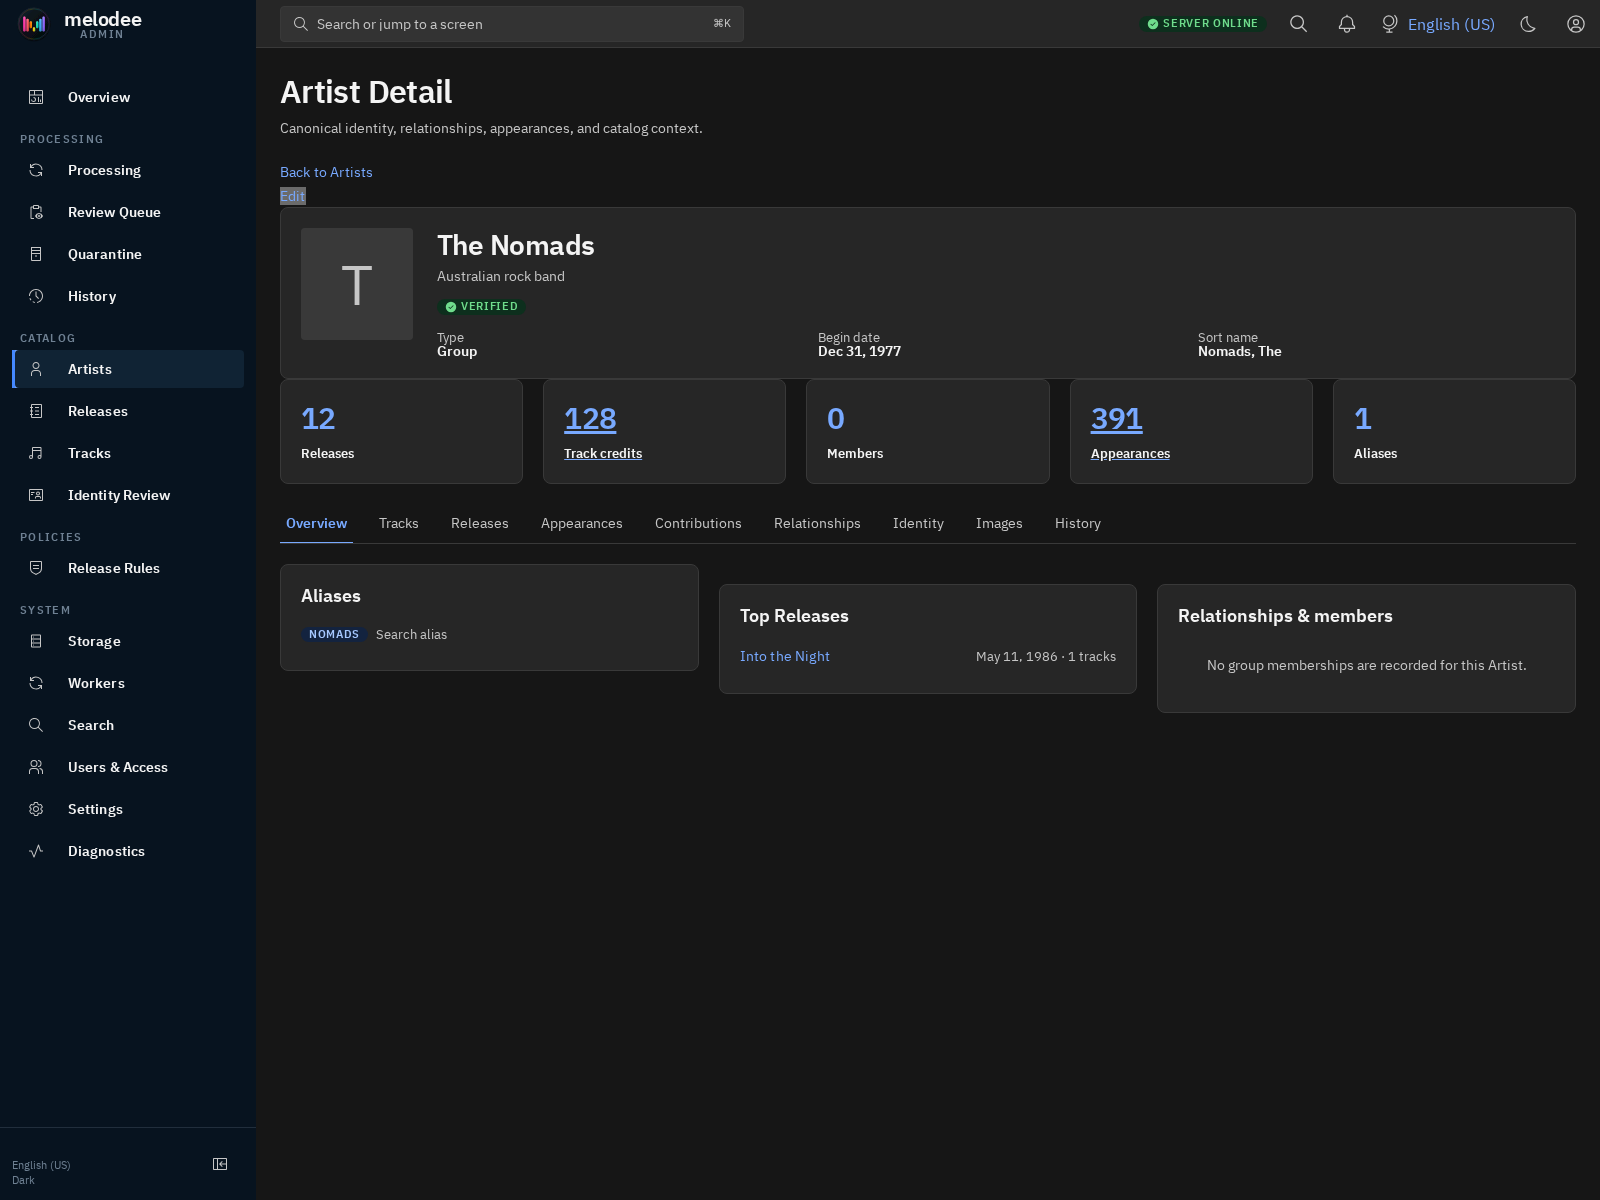 melodee
ADMIN
Search or jump to a screen
⌘K
SERVER ONLINE
English (US)
Overview
PROCESSING
Processing
Review Queue
Quarantine
History
CATALOG
Artists
Releases
Tracks
Identity Review
POLICIES
Release Rules
SYSTEM
Storage
Workers
Search
Users & Access
Settings
Diagnostics
English (US)
Dark
Artist Detail
Canonical identity, relationships, appearances, and catalog context.
Back to Artists
Edit
T
The Nomads
Australian rock band
VERIFIED
Type
Group
Begin date
Dec 31, 1977
Sort name
Nomads, The
12
Releases
128
Track credits
0
Members
391
Appearances
1
Aliases
Overview Tracks Releases Appearances Contributions Relationships Identity Images History
Aliases
NOMADS Search alias
Top Releases
Into the Night May 11, 1986 · 1 tracks
Relationships & members
No group memberships are recorded for this Artist.